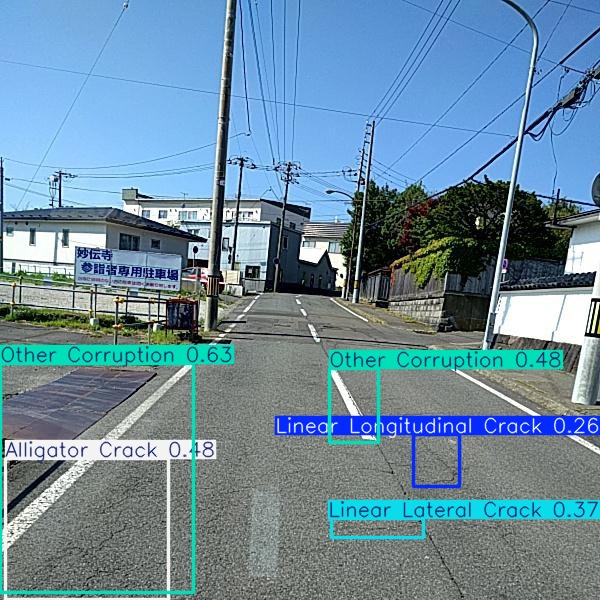 妙伝寺
参詣者専用駐車場
Other Corruption 0.63
Other Corruption 0.48
Linear Longitudinal Crack 0.26
Alligator Crack 0.48
Linear Lateral Crack 0.37